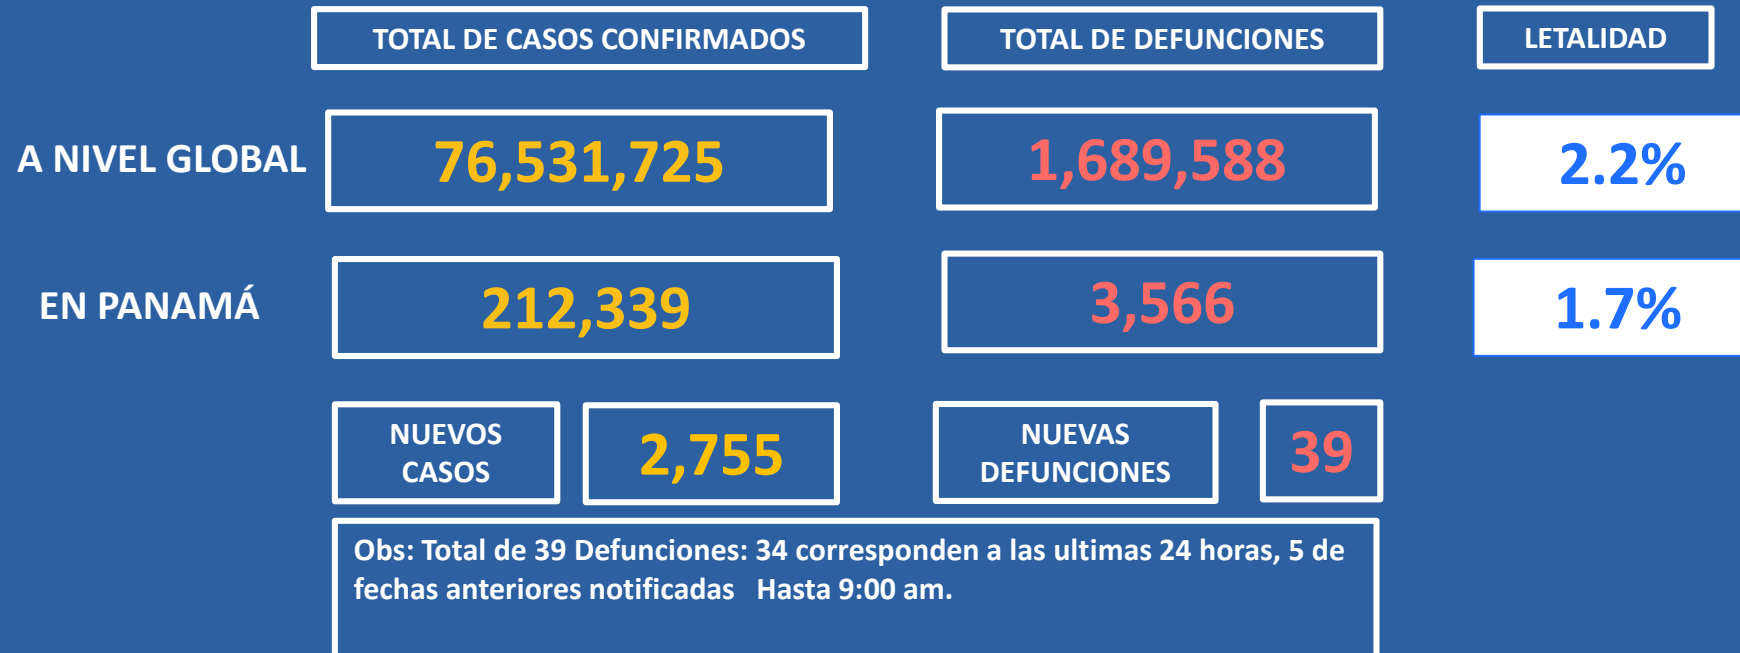 TOTAL DE CASOS CONFIRMADOS
TOTAL DE DEFUNCIONES
LETALIDAD
A NIVEL GLOBAL
76,531,725
1,689,588
2.2%
EN PANAMÁ
212,339
3,566
1.7%
NUEVOS
CASOS
2,755
NUEVAS
DEFUNCIONES
39
Obs: Total de 39 Defunciones: 34 corresponden a las ultimas 24 horas, 5 de
fechas anteriores notificadas   Hasta 9:00 am.